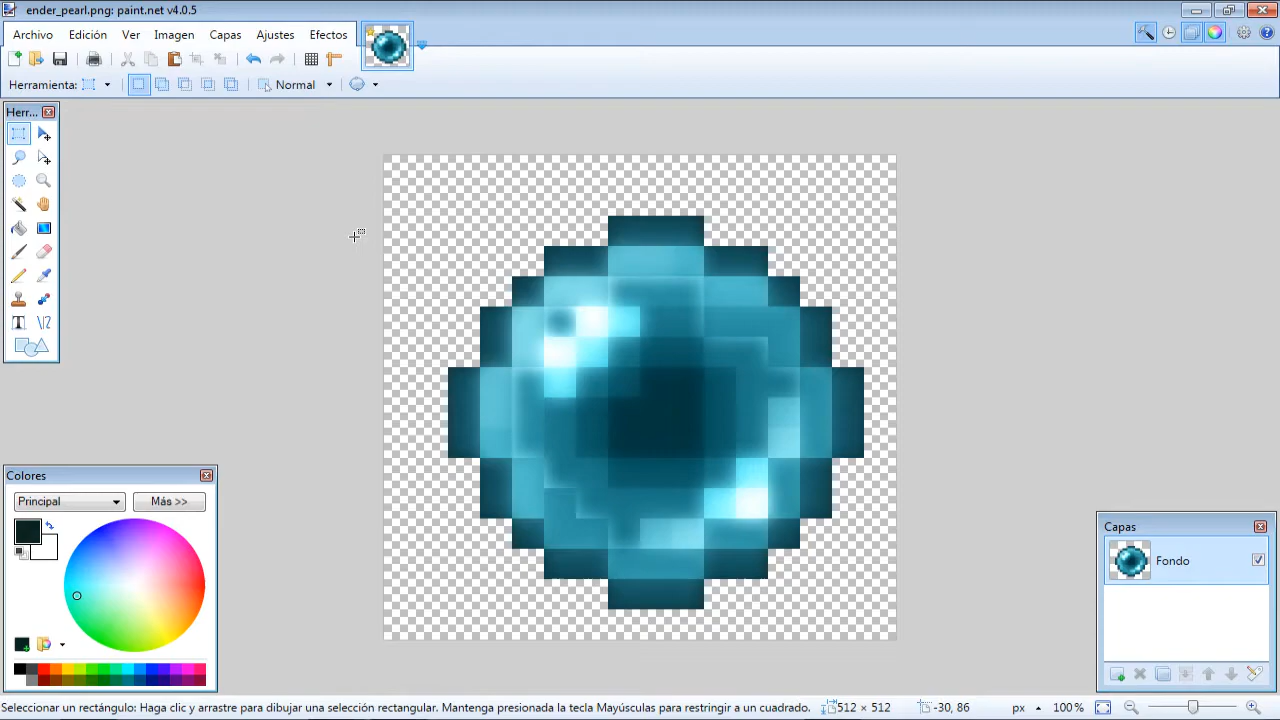 ender_pearl.png: paint.net v4.0.5
Archivo Edición Ver Imagen Capas Ajustes Efectos
Herramienta: Normal
Herr...
Colores
Principal Más >>
Capas
Fondo
Seleccionar un rectángulo: Haga clic y arrastre para dibujar una selección rectangular. Mantenga presionada la tecla Mayúsculas para restringir a un cuadrado. 512 × 512 -30, 86 px 100%